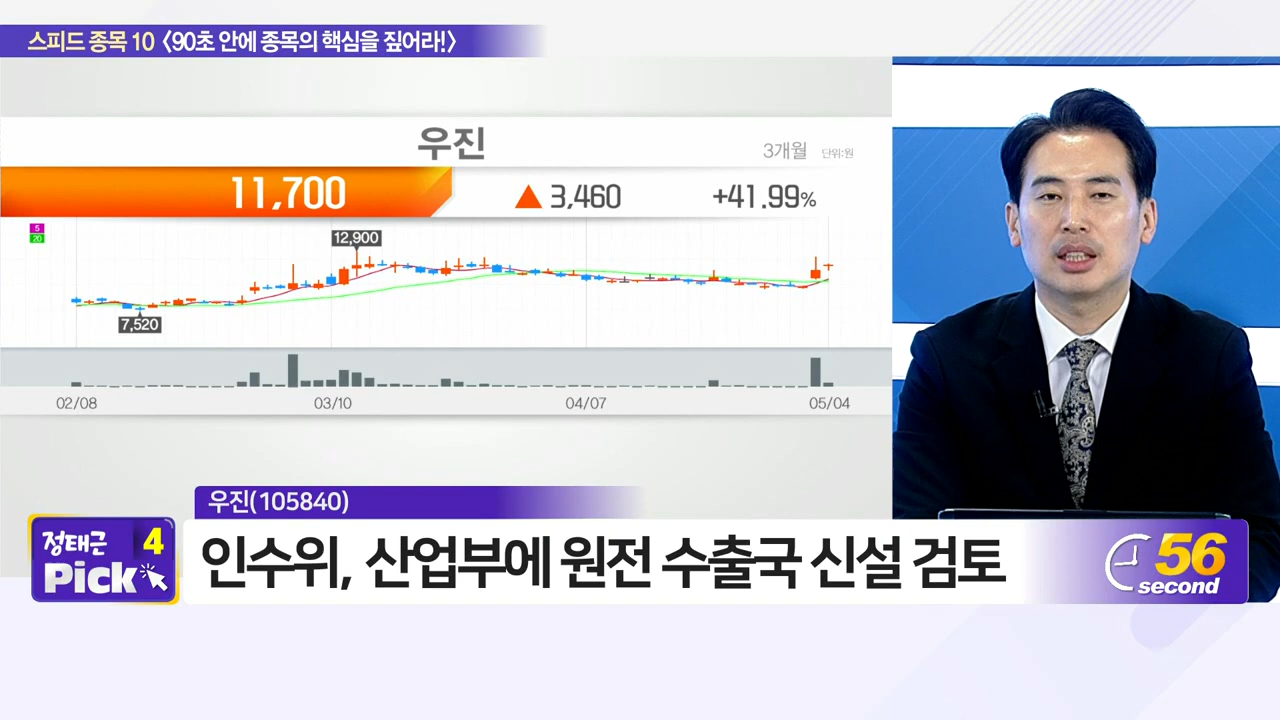 스피드 종목 10 〈90초 안에 종목의 핵심을 짚어라!〉
우진
3개월 단위:원
11,700 ▲ 3,460 +41.99%
5
20
12,900
7,520
02/08 03/10 04/07 05/04
우진(105840)
정태근 4
Pick
인수위, 산업부에 원전 수출국 신설 검토
56
second